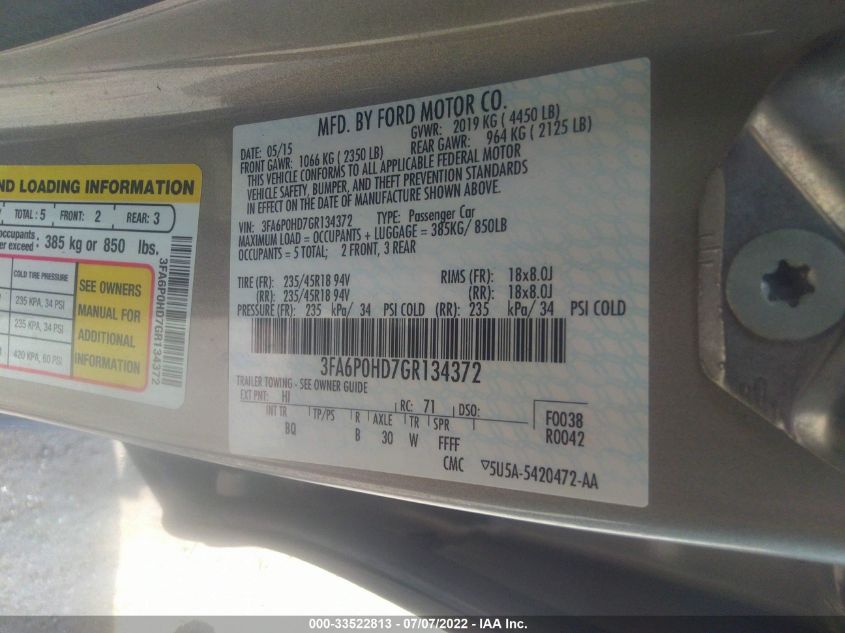 ND LOADING INFORMATION
TOTAL: 5 FRONT: 2 REAR: 3
occupants
er exceed : 385 kg or 850 lbs.
COLD TIRE PRESSURE
235 KPA, 34 PSI
235 KPA, 34 PSI
420 KPA, 60 PSI
SEE OWNERS
MANUAL FOR
ADDITIONAL
INFORMATION
3FA6P0HD7GR134372
MFD. BY FORD MOTOR CO.
DATE: 05/15 GVWR: 2019 KG ( 4450 LB)
FRONT GAWR: 1066 KG ( 2350 LB) REAR GAWR: 964 KG ( 2125 LB)
THIS VEHICLE CONFORMS TO ALL APPLICABLE FEDERAL MOTOR
VEHICLE SAFETY, BUMPER, AND THEFT PREVENTION STANDARDS
IN EFFECT ON THE DATE OF MANUFACTURE SHOWN ABOVE.
VIN: 3FA6P0HD7GR134372 TYPE: Passenger Car
MAXIMUM LOAD = OCCUPANTS + LUGGAGE = 385KG/ 850LB
OCCUPANTS = 5 TOTAL; 2 FRONT, 3 REAR
TIRE (FR): 235/45R18 94V RIMS (FR): 18x8.0J
(RR): 235/45R18 94V (RR): 18x8.0J
PRESSURE (FR): 235 kPa/ 34 PSI COLD (RR): 235 kPa/ 34 PSI COLD
3FA6P0HD7GR134372
TRAILER TOWING - SEE OWNER GUIDE
EXT PNT: HI RC: 71 DSO:
INT TR TP/PS R AXLE TR SPR
BQ B 30 W FFFF
F0038
R0042
CMC ▽5U5A-5420472-AA
000-33522813 - 07/07/2022 - © IAA Inc.